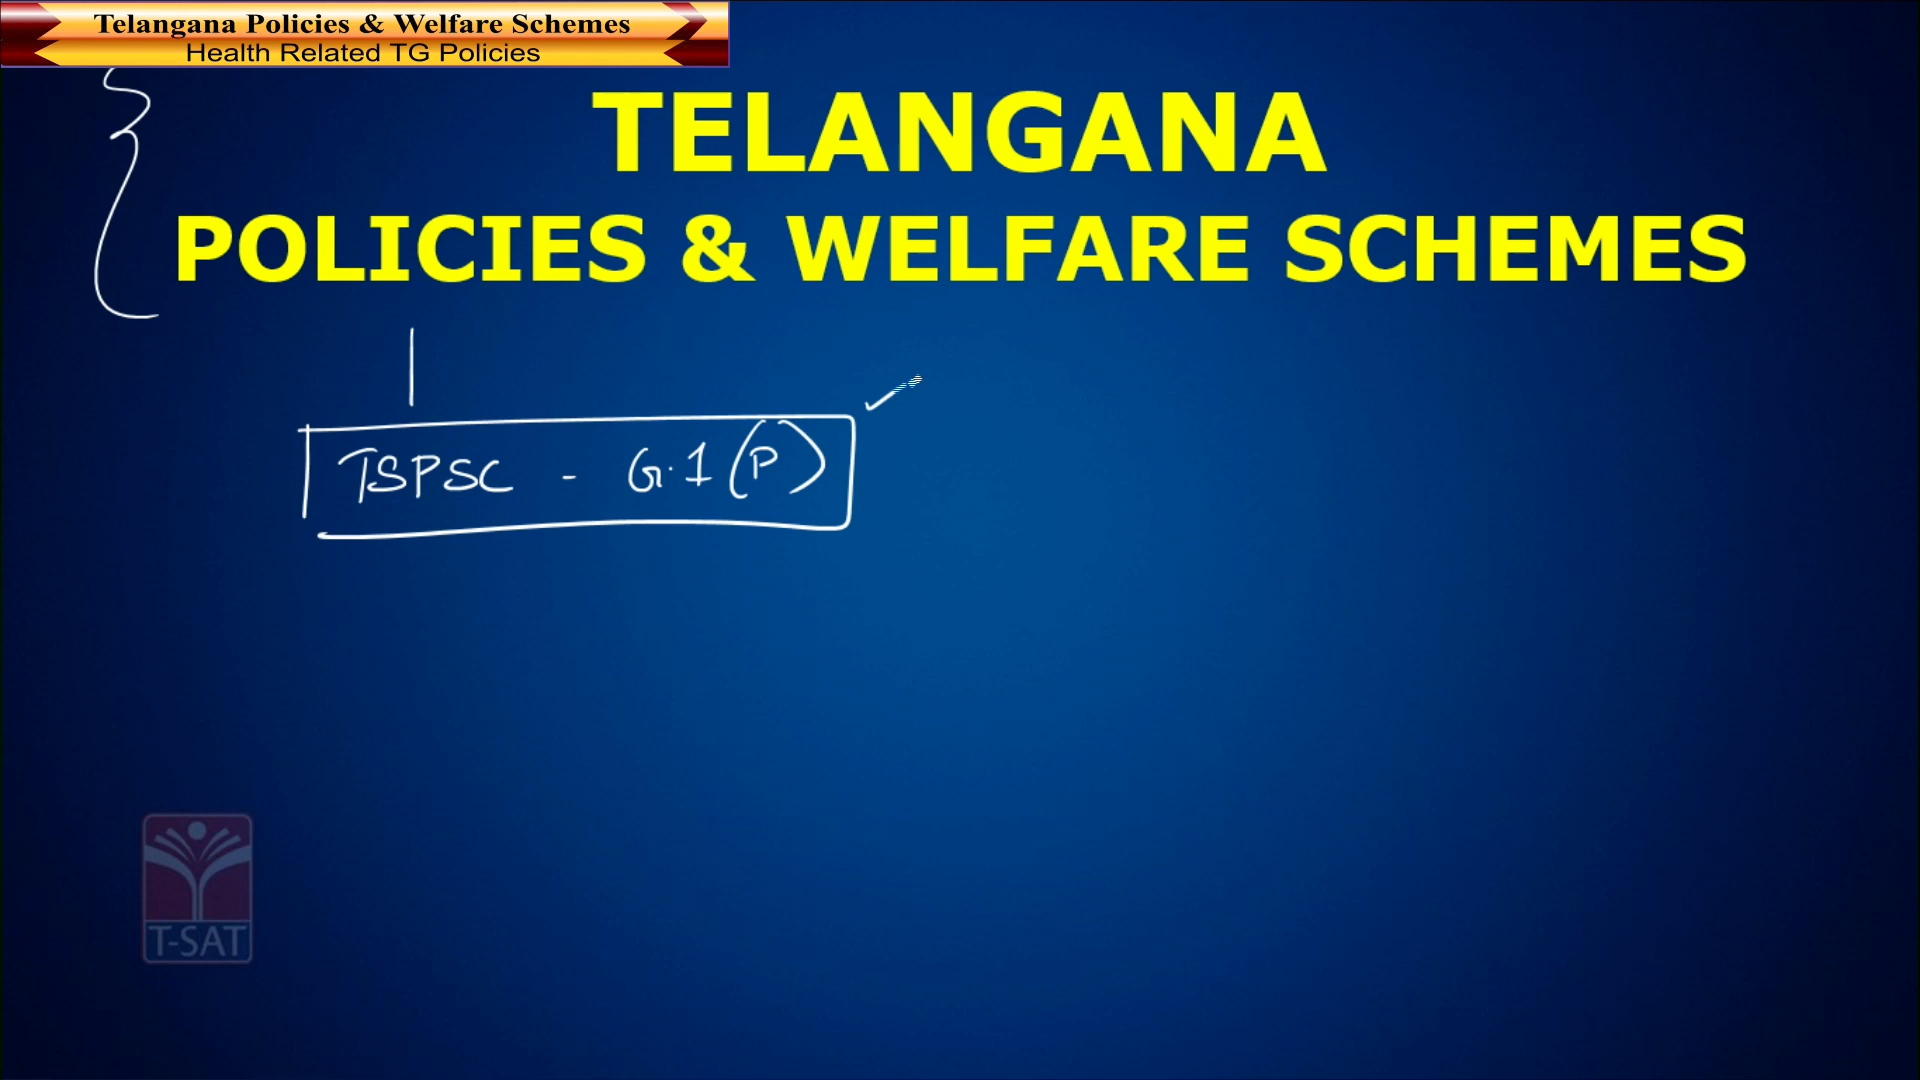 Telangana Policies & Welfare Schemes
Health Related TG Policies
TELANGANA
POLICIES & WELFARE SCHEMES
TSPSC - G.1 (P)
T-SAT